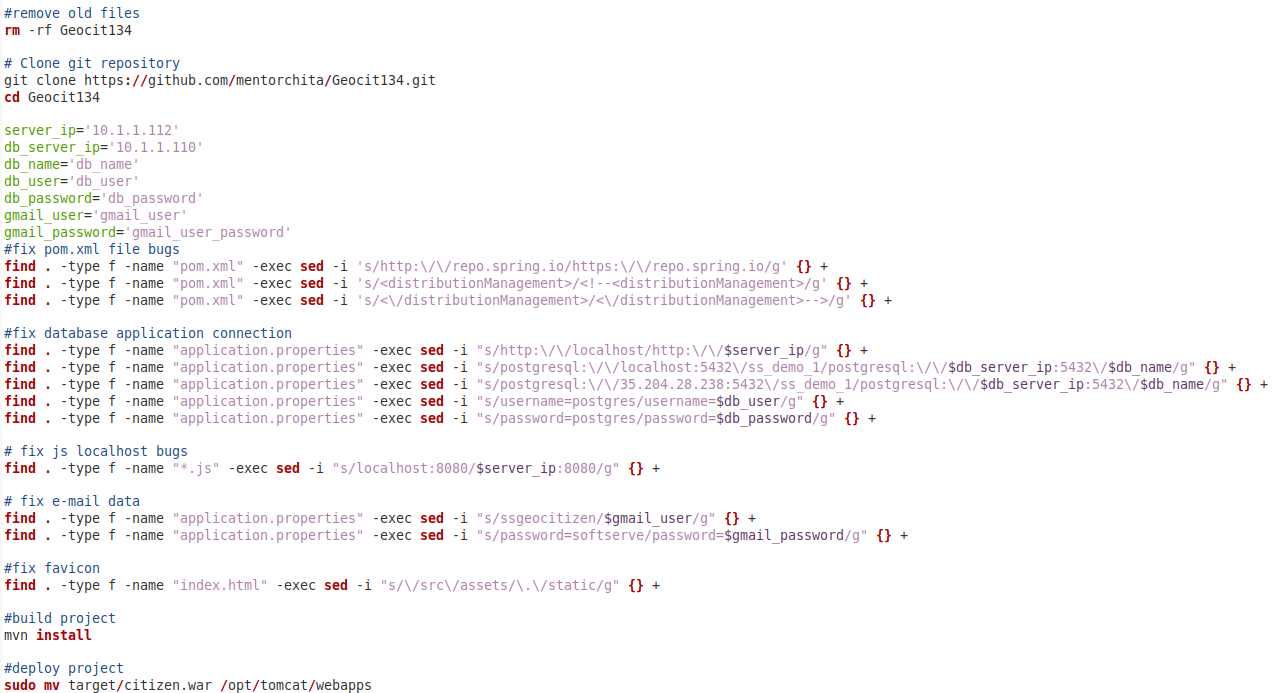 #remove old files
rm -rf Geocit134
# Clone git repository
git clone https://github.com/mentorchita/Geocit134.git
cd Geocit134
server_ip='10.1.1.112'
db_server_ip='10.1.1.110'
db_name='db_name'
db_user='db_user'
db_password='db_password'
gmail_user='gmail_user'
gmail_password='gmail_user_password'
#fix pom.xml file bugs
find . -type f -name "pom.xml" -exec sed -i 's/http:\/\/repo.spring.io/https:\/\/repo.spring.io/g' {} +
find . -type f -name "pom.xml" -exec sed -i 's/<distributionManagement>/<!--<distributionManagement>/g' {} +
find . -type f -name "pom.xml" -exec sed -i 's/<\/distributionManagement>/<\/distributionManagement>-->/g' {} +
#fix database application connection
find . -type f -name "application.properties" -exec sed -i "s/http:\/\/localhost/http:\/\/$server_ip/g" {} +
find . -type f -name "application.properties" -exec sed -i "s/postgresql:\/\/localhost:5432\/ss_demo_1/postgresql:\/\/$db_server_ip:5432\/$db_name/g" {} +
find . -type f -name "application.properties" -exec sed -i "s/postgresql:\/\/35.204.28.238:5432\/ss_demo_1/postgresql:\/\/$db_server_ip:5432\/$db_name/g" {} +
find . -type f -name "application.properties" -exec sed -i "s/username=postgres/username=$db_user/g" {} +
find . -type f -name "application.properties" -exec sed -i "s/password=postgres/password=$db_password/g" {} +
# fix js localhost bugs
find . -type f -name "*.js" -exec sed -i "s/localhost:8080/$server_ip:8080/g" {} +
# fix e-mail data
find . -type f -name "application.properties" -exec sed -i "s/ssgeocitizen/$gmail_user/g" {} +
find . -type f -name "application.properties" -exec sed -i "s/password=softserve/password=$gmail_password/g" {} +
#fix favicon
find . -type f -name "index.html" -exec sed -i "s/\/src\/assets/\.\/static/g" {} +
#build project
mvn install
#deploy project
sudo mv target/citizen.war /opt/tomcat/webapps